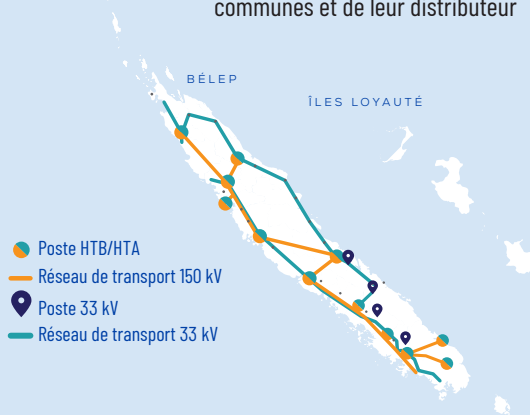 communes et de leur distributeur
BÉLEP
ÎLES LOYAUTÉ
Poste HTB/HTA
Réseau de transport 150 kV
Poste 33 kV
Réseau de transport 33 kV